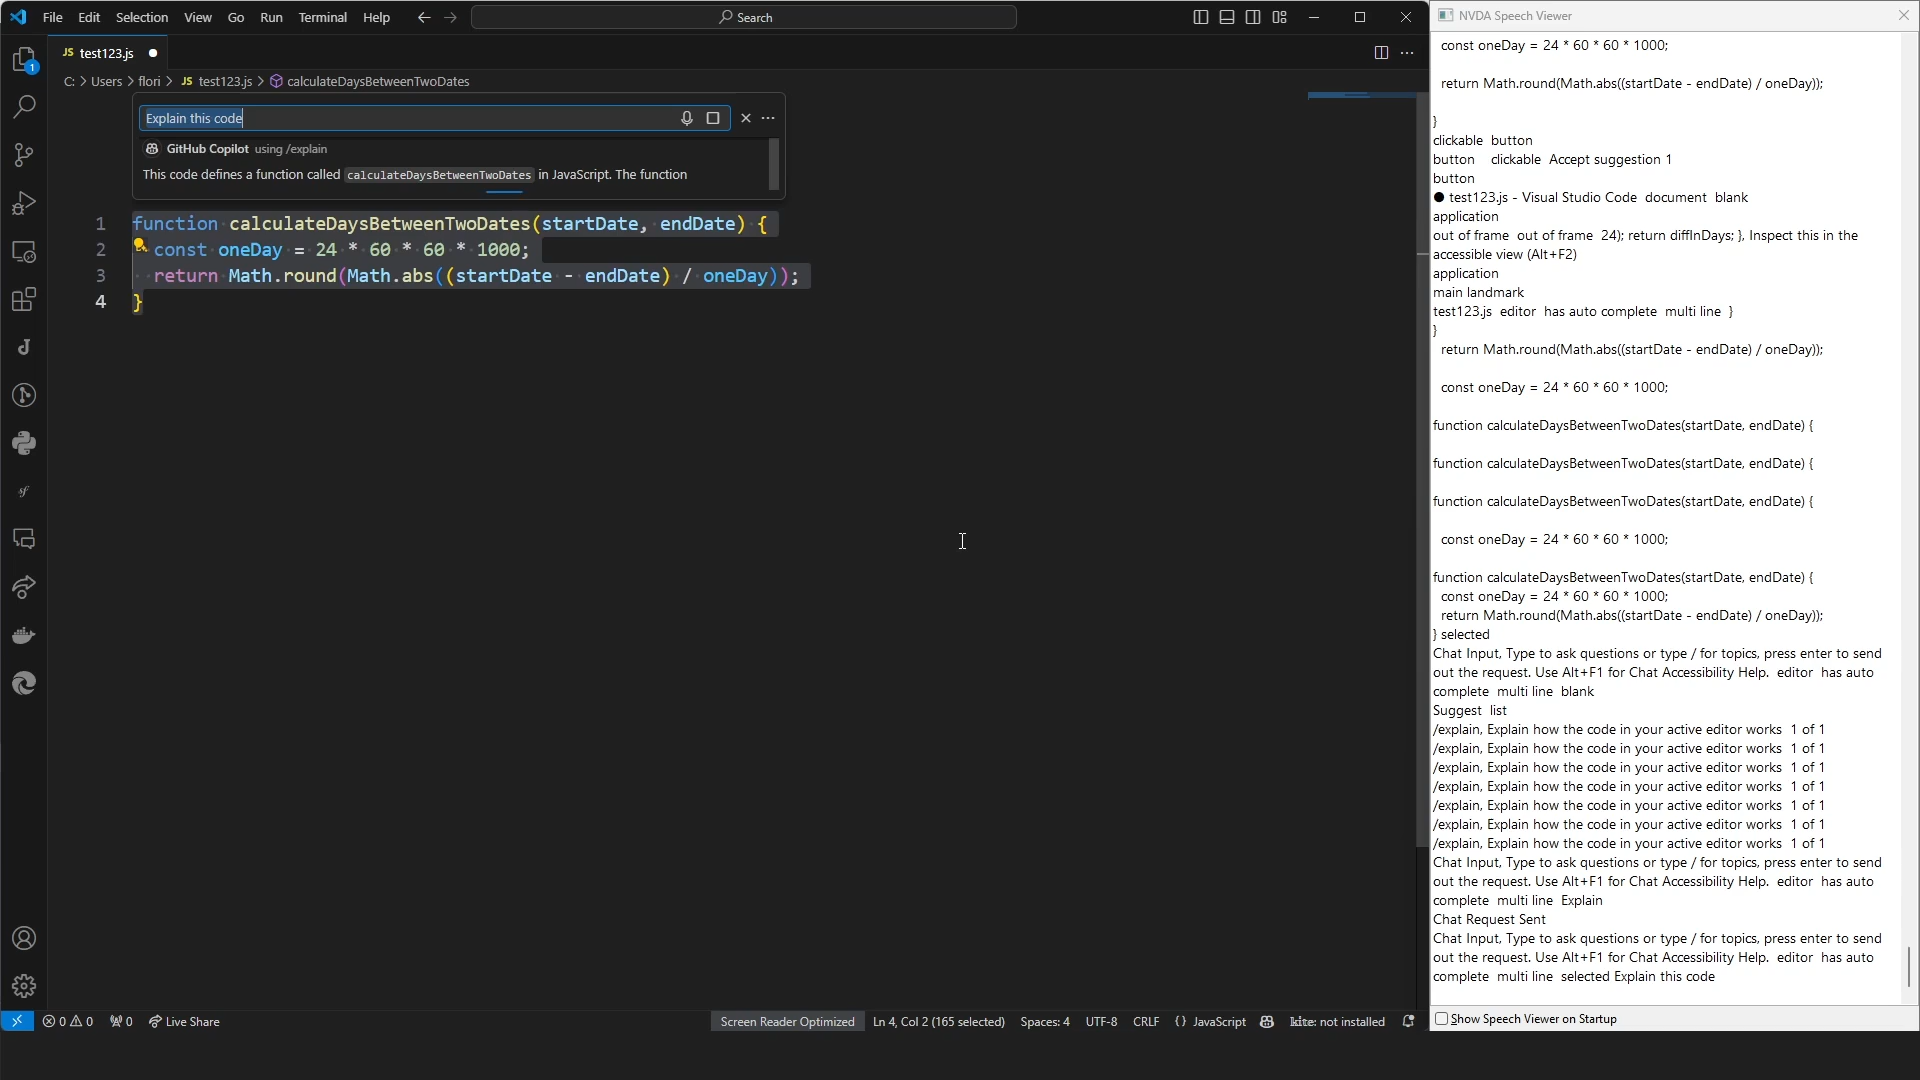 File Edit Selection View Go Run Terminal Help
Search
JS test123.js
C: > Users > flori > JS test123.js > calculateDaysBetweenTwoDates
Explain this code
GitHub Copilot using /explain
This code defines a function called calculateDaysBetweenTwoDates in JavaScript. The function
1 function calculateDaysBetweenTwoDates(startDate, endDate) {
2 const oneDay = 24 * 60 * 60 * 1000;
3 return Math.round(Math.abs((startDate - endDate) / oneDay));
4 }
1
0 0 0 Live Share
Screen Reader Optimized Ln 4, Col 2 (165 selected) Spaces: 4 UTF-8 CRLF {} JavaScript kite: not installed
NVDA Speech Viewer
const oneDay = 24 * 60 * 60 * 1000;
return Math.round(Math.abs((startDate - endDate) / oneDay));
}
clickable button
button clickable Accept suggestion 1
button
● test123.js - Visual Studio Code document blank
application
out of frame out of frame 24); return diffInDays; }, Inspect this in the
accessible view (Alt+F2)
application
main landmark
test123.js editor has auto complete multi line }
}
return Math.round(Math.abs((startDate - endDate) / oneDay));
const oneDay = 24 * 60 * 60 * 1000;
function calculateDaysBetweenTwoDates(startDate, endDate) {
function calculateDaysBetweenTwoDates(startDate, endDate) {
function calculateDaysBetweenTwoDates(startDate, endDate) {
const oneDay = 24 * 60 * 60 * 1000;
function calculateDaysBetweenTwoDates(startDate, endDate) {
const oneDay = 24 * 60 * 60 * 1000;
return Math.round(Math.abs((startDate - endDate) / oneDay));
} selected
Chat Input, Type to ask questions or type / for topics, press enter to send
out the request. Use Alt+F1 for Chat Accessibility Help. editor has auto
complete multi line blank
Suggest list
/explain, Explain how the code in your active editor works 1 of 1
/explain, Explain how the code in your active editor works 1 of 1
/explain, Explain how the code in your active editor works 1 of 1
/explain, Explain how the code in your active editor works 1 of 1
/explain, Explain how the code in your active editor works 1 of 1
/explain, Explain how the code in your active editor works 1 of 1
/explain, Explain how the code in your active editor works 1 of 1
Chat Input, Type to ask questions or type / for topics, press enter to send
out the request. Use Alt+F1 for Chat Accessibility Help. editor has auto
complete multi line Explain
Chat Request Sent
Chat Input, Type to ask questions or type / for topics, press enter to send
out the request. Use Alt+F1 for Chat Accessibility Help. editor has auto
complete multi line selected Explain this code
Show Speech Viewer on Startup